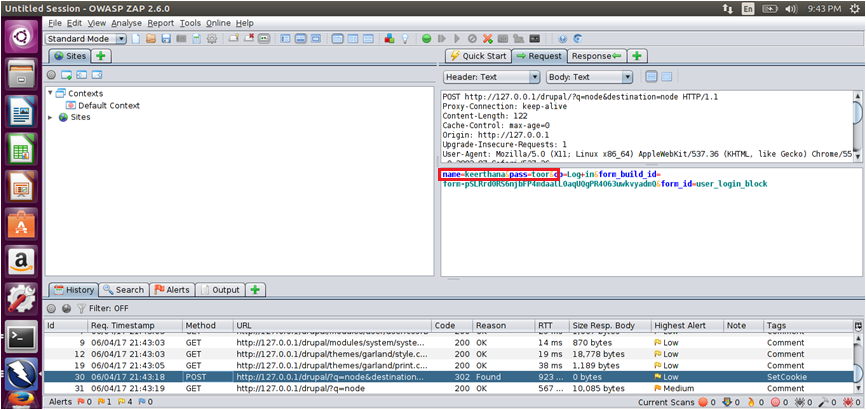 Untitled Session - OWASP ZAP 2.6.0
En
9:43 PM
File Edit View Analyse Report Tools Online Help
Standard Mode
Sites
Quick Start Request Response
Header: Text Body: Text
Contexts
Default Context
Sites
POST http://127.0.0.1/drupal/?q=node&destination=node HTTP/1.1
Proxy-Connection: keep-alive
Content-Length: 122
Cache-Control: max-age=0
Origin: http://127.0.0.1
Upgrade-Insecure-Requests: 1
User-Agent: Mozilla/5.0 (X11; Linux x86_64) AppleWebKit/537.36 (KHTML, like Gecko) Chrome/55
name=keerthana&pass=toor&op=Log+in&form_build_id=
form-pSLRrd0RS6njbFP4mdaalL0aqU0gPR4O63uwkvyadmQ&form_id=user_login_block
History Search Alerts Output
Filter: OFF
Id Req. Timestamp Method URL Code Reason RTT Size Resp. Body Highest Alert Note Tags
9 06/04/17 21:43:03 GET http://127.0.0.1/drupal/modules/system/syste... 200 OK 14 ms 870 bytes Low Comment
12 06/04/17 21:43:03 GET http://127.0.0.1/drupal/themes/garland/style.c... 200 OK 19 ms 18,778 bytes Low Comment
19 06/04/17 21:43:05 GET http://127.0.0.1/drupal/themes/garland/print.c... 200 OK 38 ms 1,189 bytes Low Comment
30 06/04/17 21:43:18 POST http://127.0.0.1/drupal/?q=node&destination... 302 Found 923 ... 0 bytes Low SetCookie
31 06/04/17 21:43:19 GET http://127.0.0.1/drupal/?q=node 200 OK 567 ... 10,085 bytes Medium Comment
Alerts 0 1 4 0 Current Scans 0 0 0 0 0 0 0 0